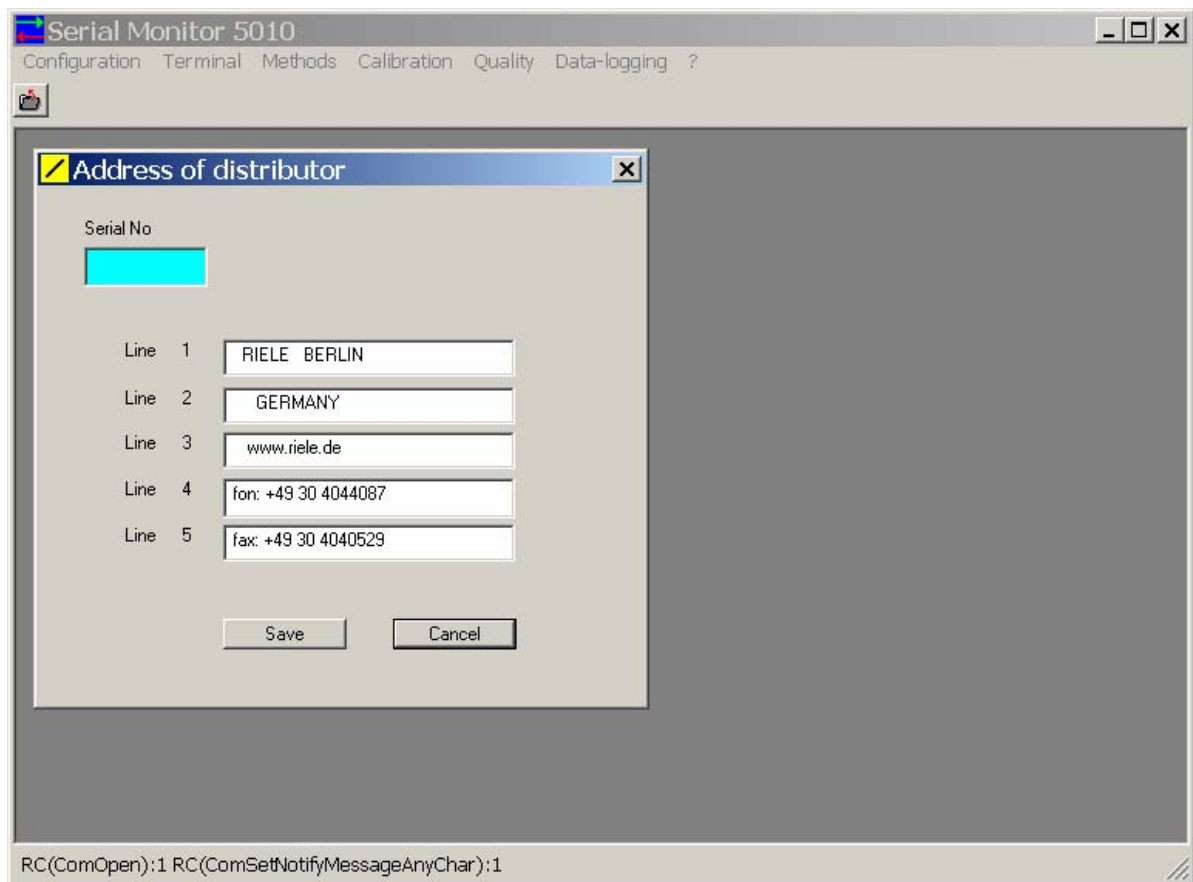 Serial Monitor 5010
Configuration Terminal Methods Calibration Quality Data-logging ?
Address of distributor
Serial No
Line 1 RIELE BERLIN
Line 2 GERMANY
Line 3 www.riele.de
Line 4 fon: +49 30 4044087
Line 5 fax: +49 30 4040529
Save Cancel
RC(ComOpen):1 RC(ComSetNotifyMessageAnyChar):1